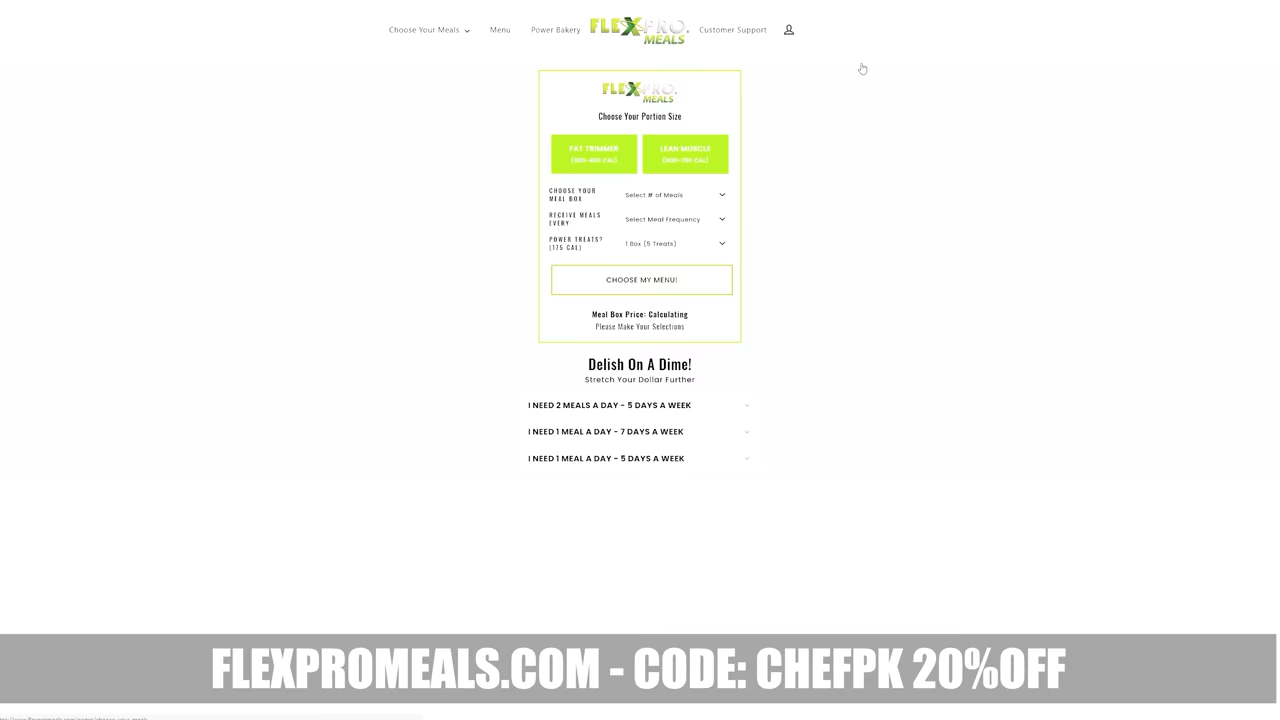 Choose Your Meals
Menu
Power Bakery
FLEXPRO.
MEALS
Customer Support
FLEXPRO.
MEALS
Choose Your Portion Size
FAT TRIMMER
LEAN MUSCLE
CHOOSE YOUR
MEAL BOX
Select # of Meals
RECEIVE MEALS
EVERY
Select Meal Frequency
POWER TREATS?
(175 CAL)
1 Box (5 Treats)
CHOOSE MY MENU!
Meal Box Price: Calculating
Please Make Your Selections
Delish On A Dime!
Stretch Your Dollar Further
I NEED 2 MEALS A DAY - 5 DAYS A WEEK
I NEED 1 MEAL A DAY - 7 DAYS A WEEK
I NEED 1 MEAL A DAY - 5 DAYS A WEEK
FLEXPROMEALS.COM - CODE: CHEFPK 20%OFF